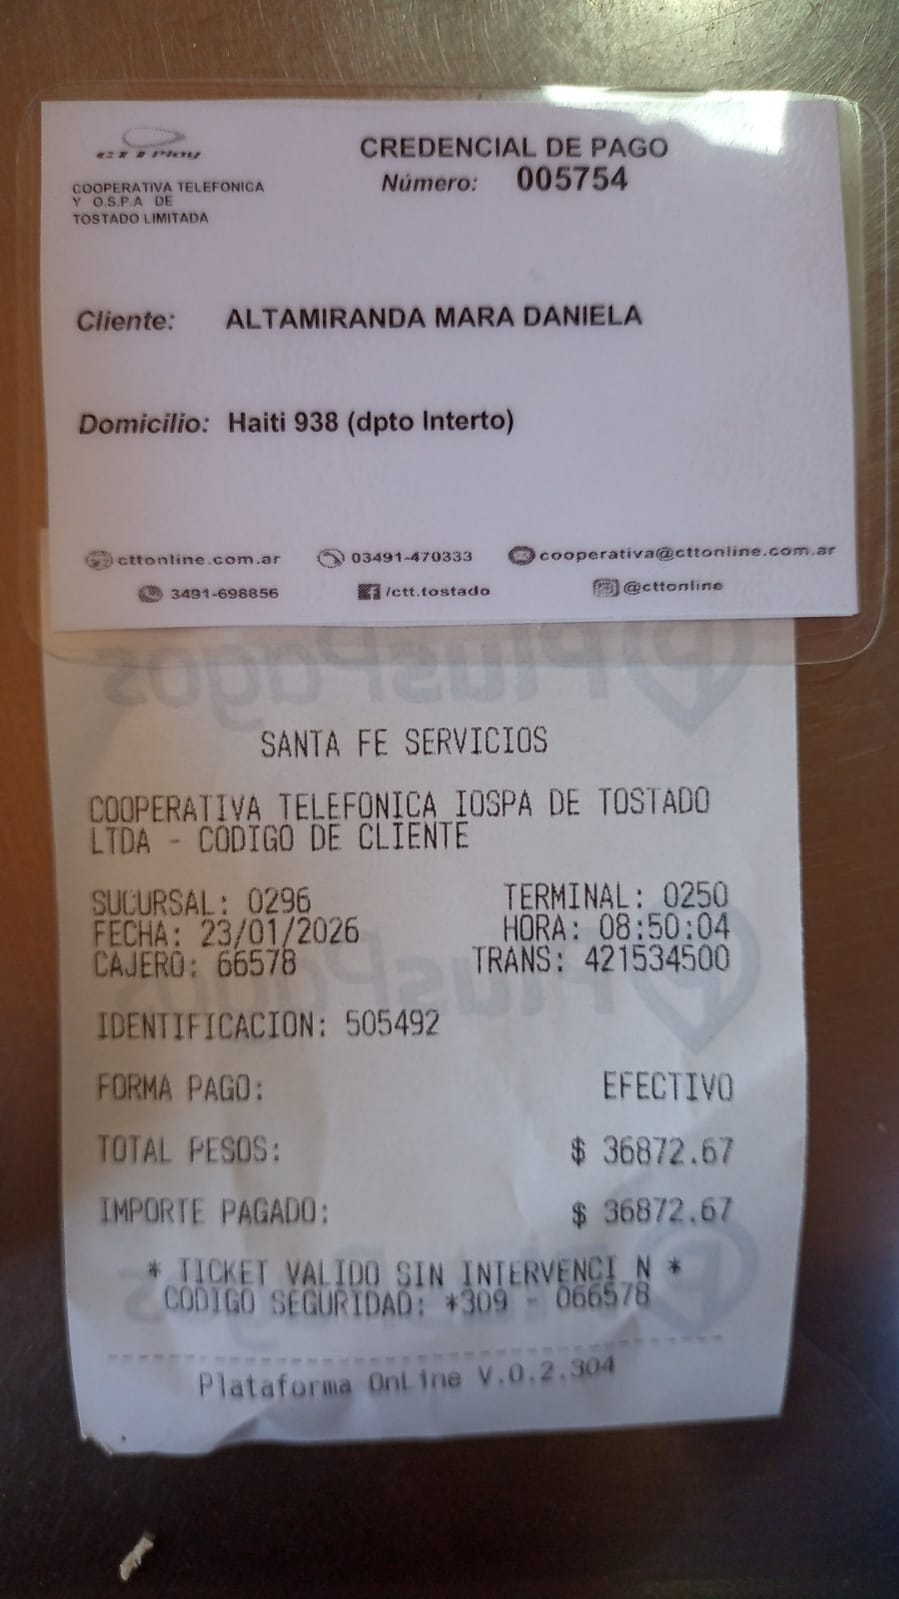 CTTPlay
CREDENCIAL DE PAGO
COOPERATIVA TELEFONICA
Y O.S.P.A DE
TOSTADO LIMITADA
Número: 005754
Cliente: ALTAMIRANDA MARA DANIELA
Domicilio: Haiti 938 (dpto Interto)
cttonline.com.ar 03491-470333 cooperativa@cttonline.com.ar
3491-698856 /ctt.tostado @cttonline
PlusPagos
SANTA FE SERVICIOS
COOPERATIVA TELEFONICA IOSPA DE TOSTADO
LTDA - CODIGO DE CLIENTE
SUCURSAL: 0296 TERMINAL: 0250
FECHA: 23/01/2026 HORA: 08:50:04
CAJERO: 66578 TRANS: 421534500
PlusPagos
IDENTIFICACION: 505492
FORMA PAGO: EFECTIVO
TOTAL PESOS: $ 36872.67
IMPORTE PAGADO: $ 36872.67
* TICKET VALIDO SIN INTERVENCI N *
CODIGO SEGURIDAD: *309 - 066578
PlusPagos
Plataforma OnLine V.0.2.304